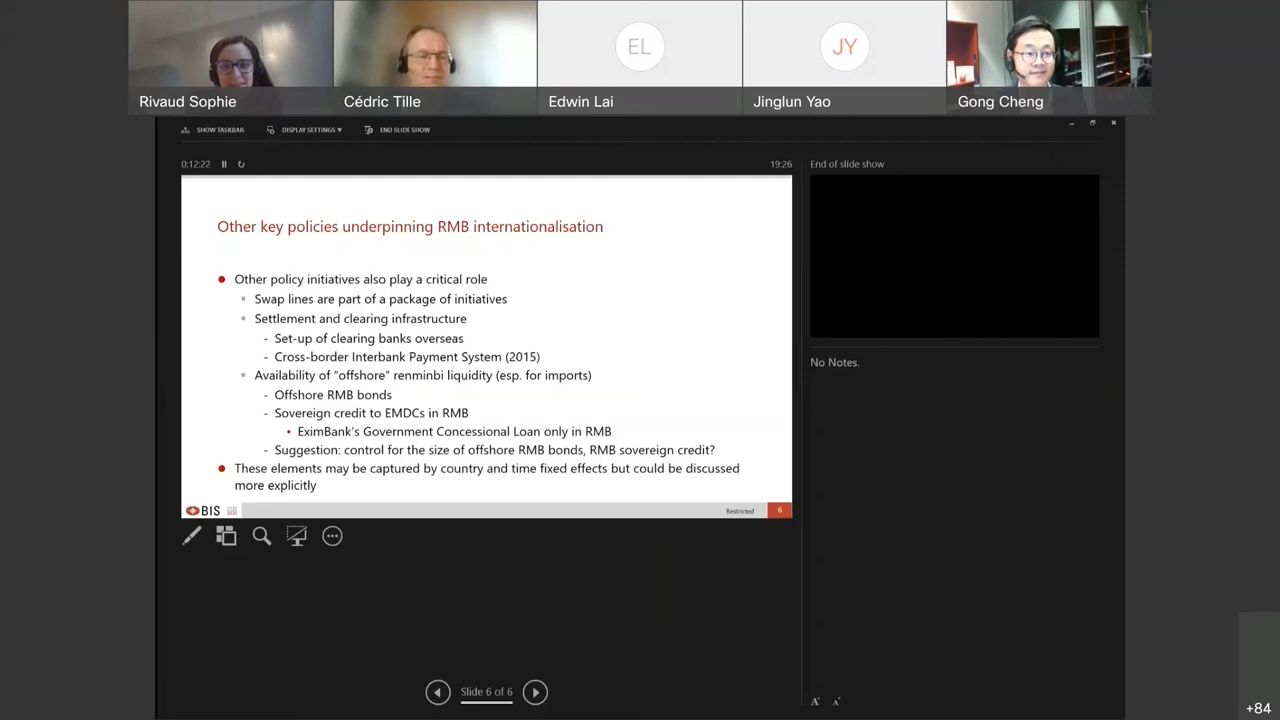 EL
JY
Rivaud Sophie
Cédric Tille
Edwin Lai
Jinglun Yao
Gong Cheng
SHOW TASKBAR
DISPLAY SETTINGS ▾
END SLIDE SHOW
0:12:22
19:26
End of slide show
Other key policies underpinning RMB internationalisation
Other policy initiatives also play a critical role
Swap lines are part of a package of initiatives
Settlement and clearing infrastructure
- Set-up of clearing banks overseas
- Cross-border Interbank Payment System (2015)
Availability of “offshore” renminbi liquidity (esp. for imports)
- Offshore RMB bonds
- Sovereign credit to EMDCs in RMB
• EximBank’s Government Concessional Loan only in RMB
- Suggestion: control for the size of offshore RMB bonds, RMB sovereign credit?
These elements may be captured by country and time fixed effects but could be discussed
more explicitly
BIS
Restricted
6
No Notes.
Slide 6 of 6
A A
+84